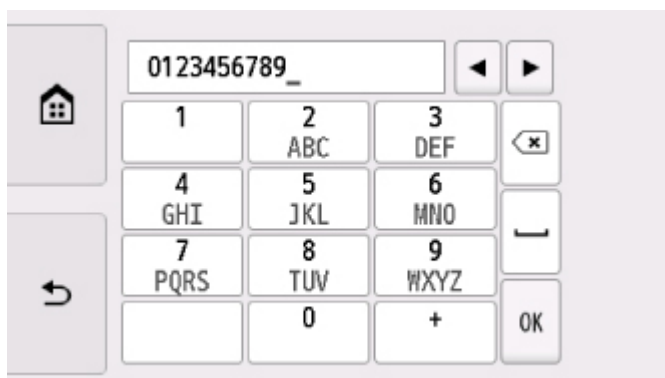 0123456789_
1 2 3
ABC DEF
4 5 6
GHI JKL MNO
7 8 9
PQRS TUV WXYZ
0 + OK